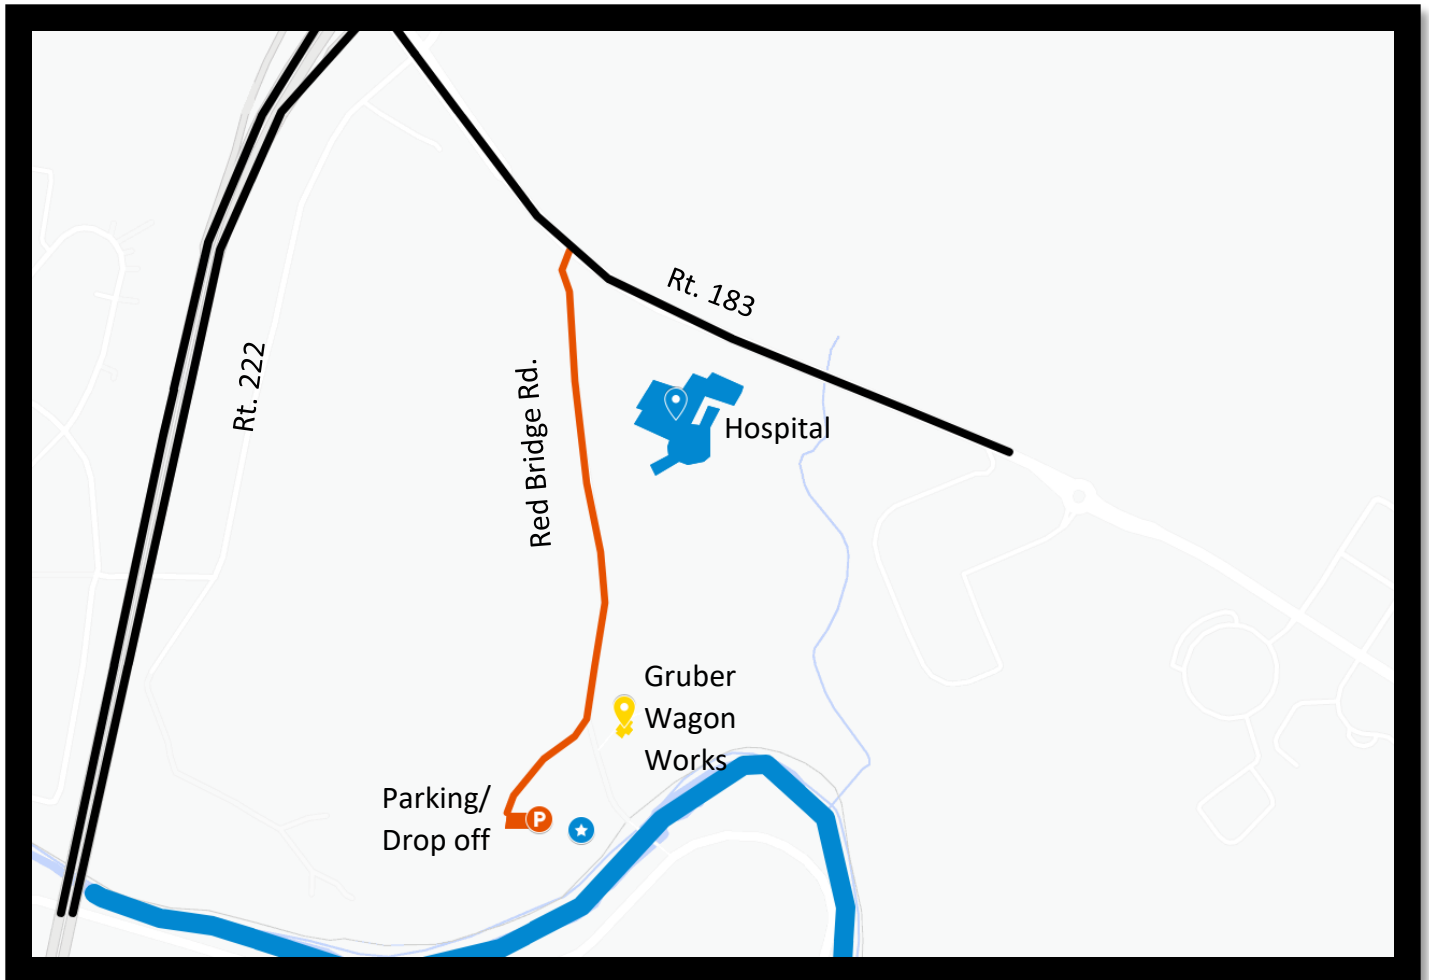 Rt. 183
Rt. 222
Red Bridge Rd.
Hospital
Gruber
Wagon
Works
Parking/
Drop off
P